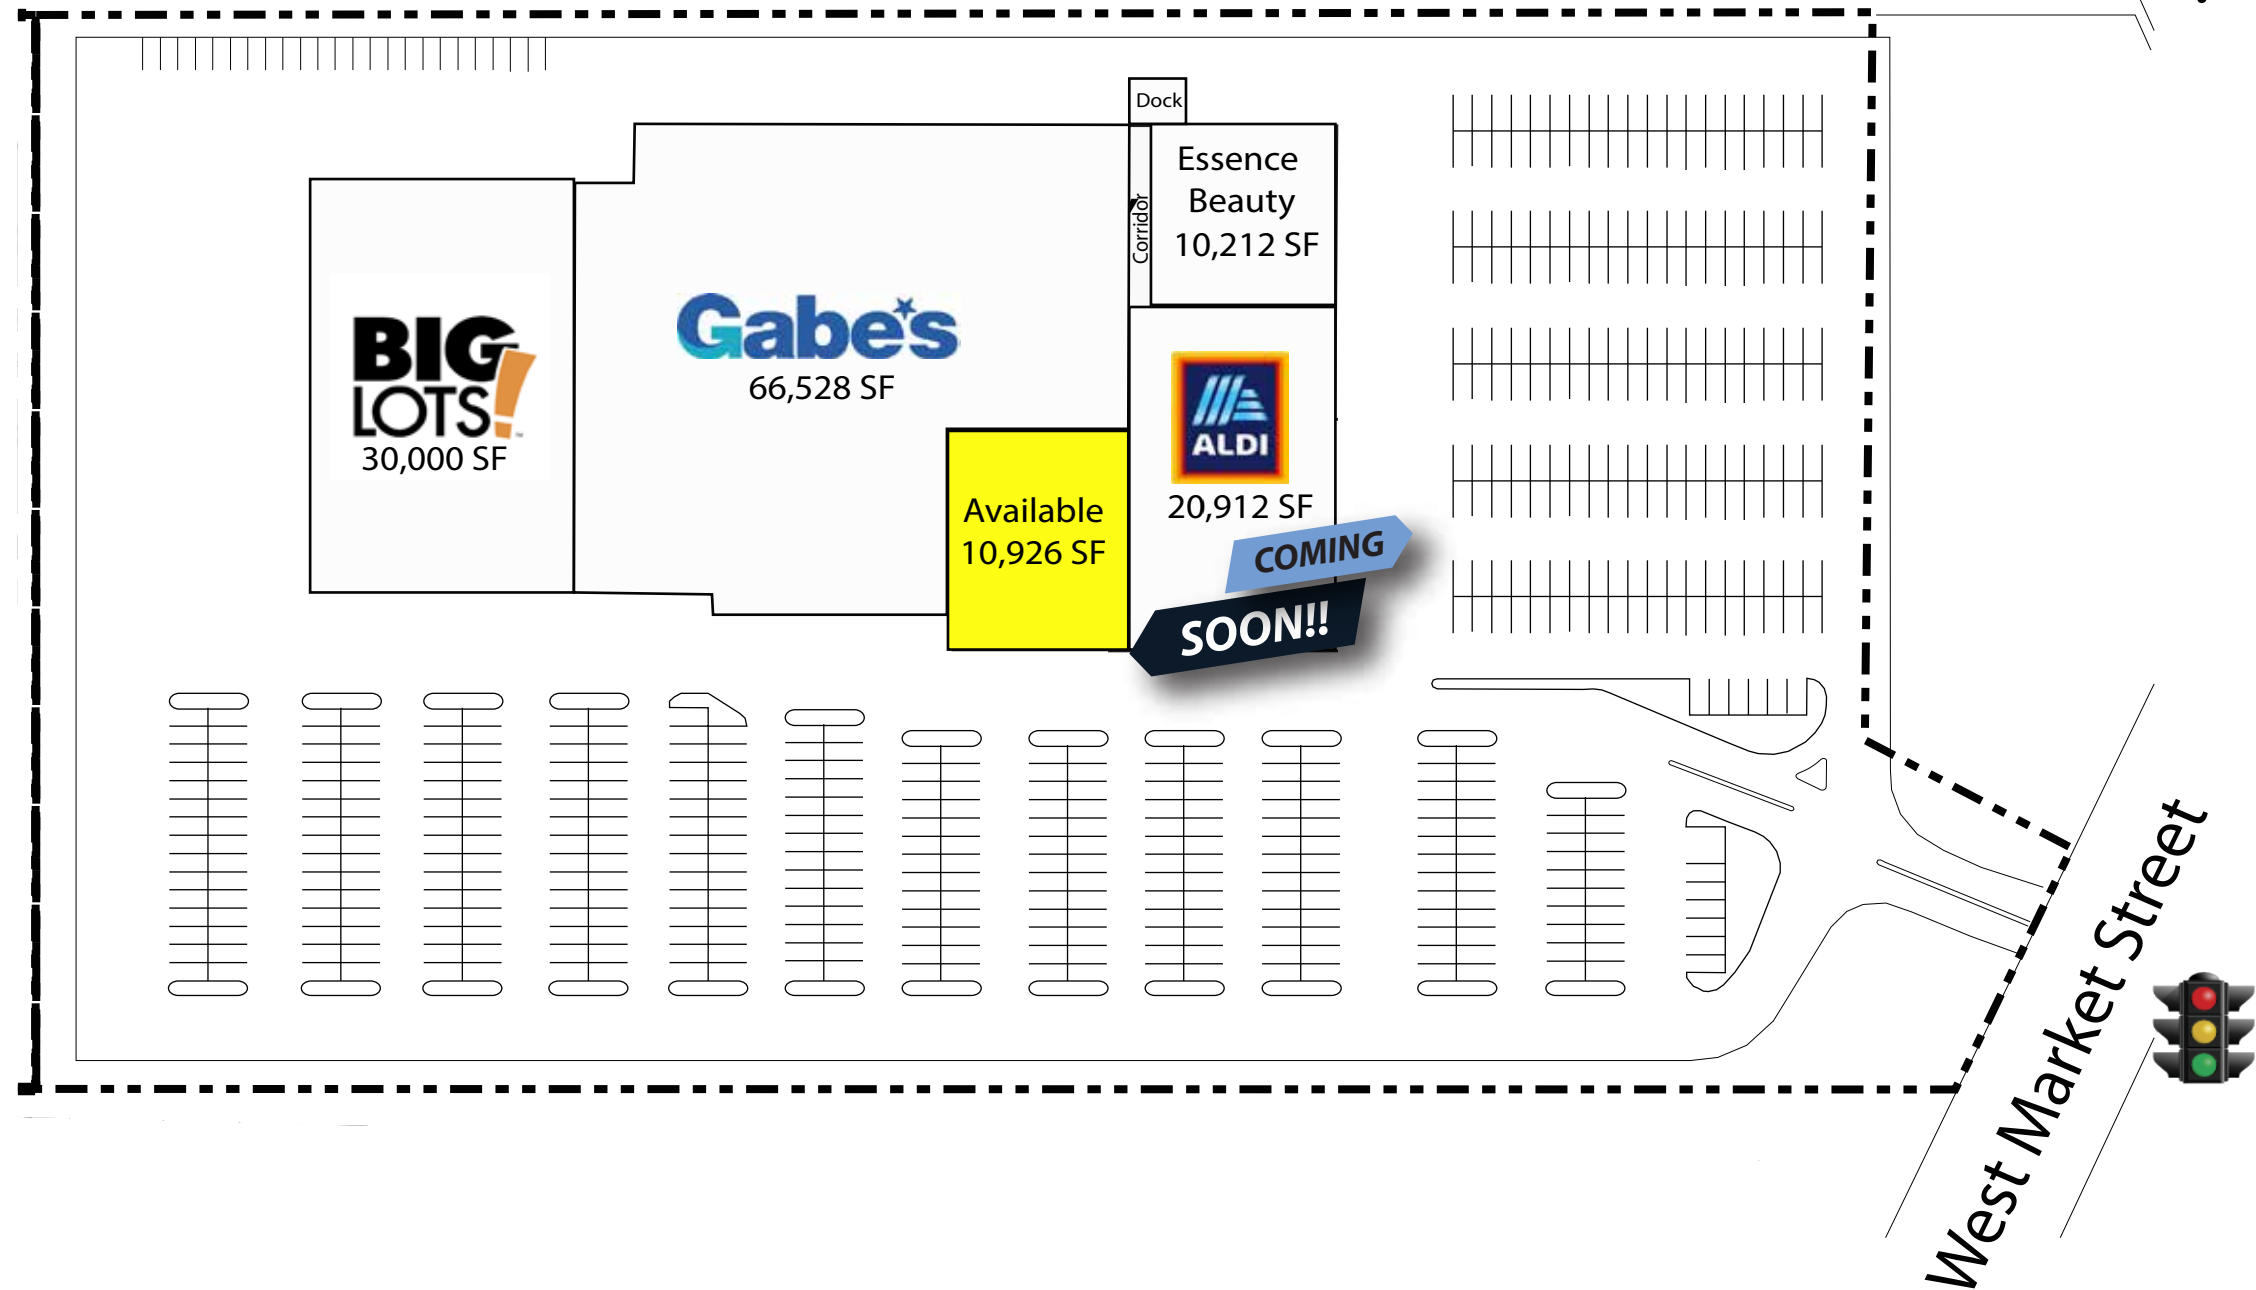 Dock
Essence
Beauty
10,212 SF
Corridor
BIG
LOTS!
™
30,000 SF
Gabe's
66,528 SF
ALDI
20,912 SF
Available
10,926 SF
COMING
SOON!!
West Market Street